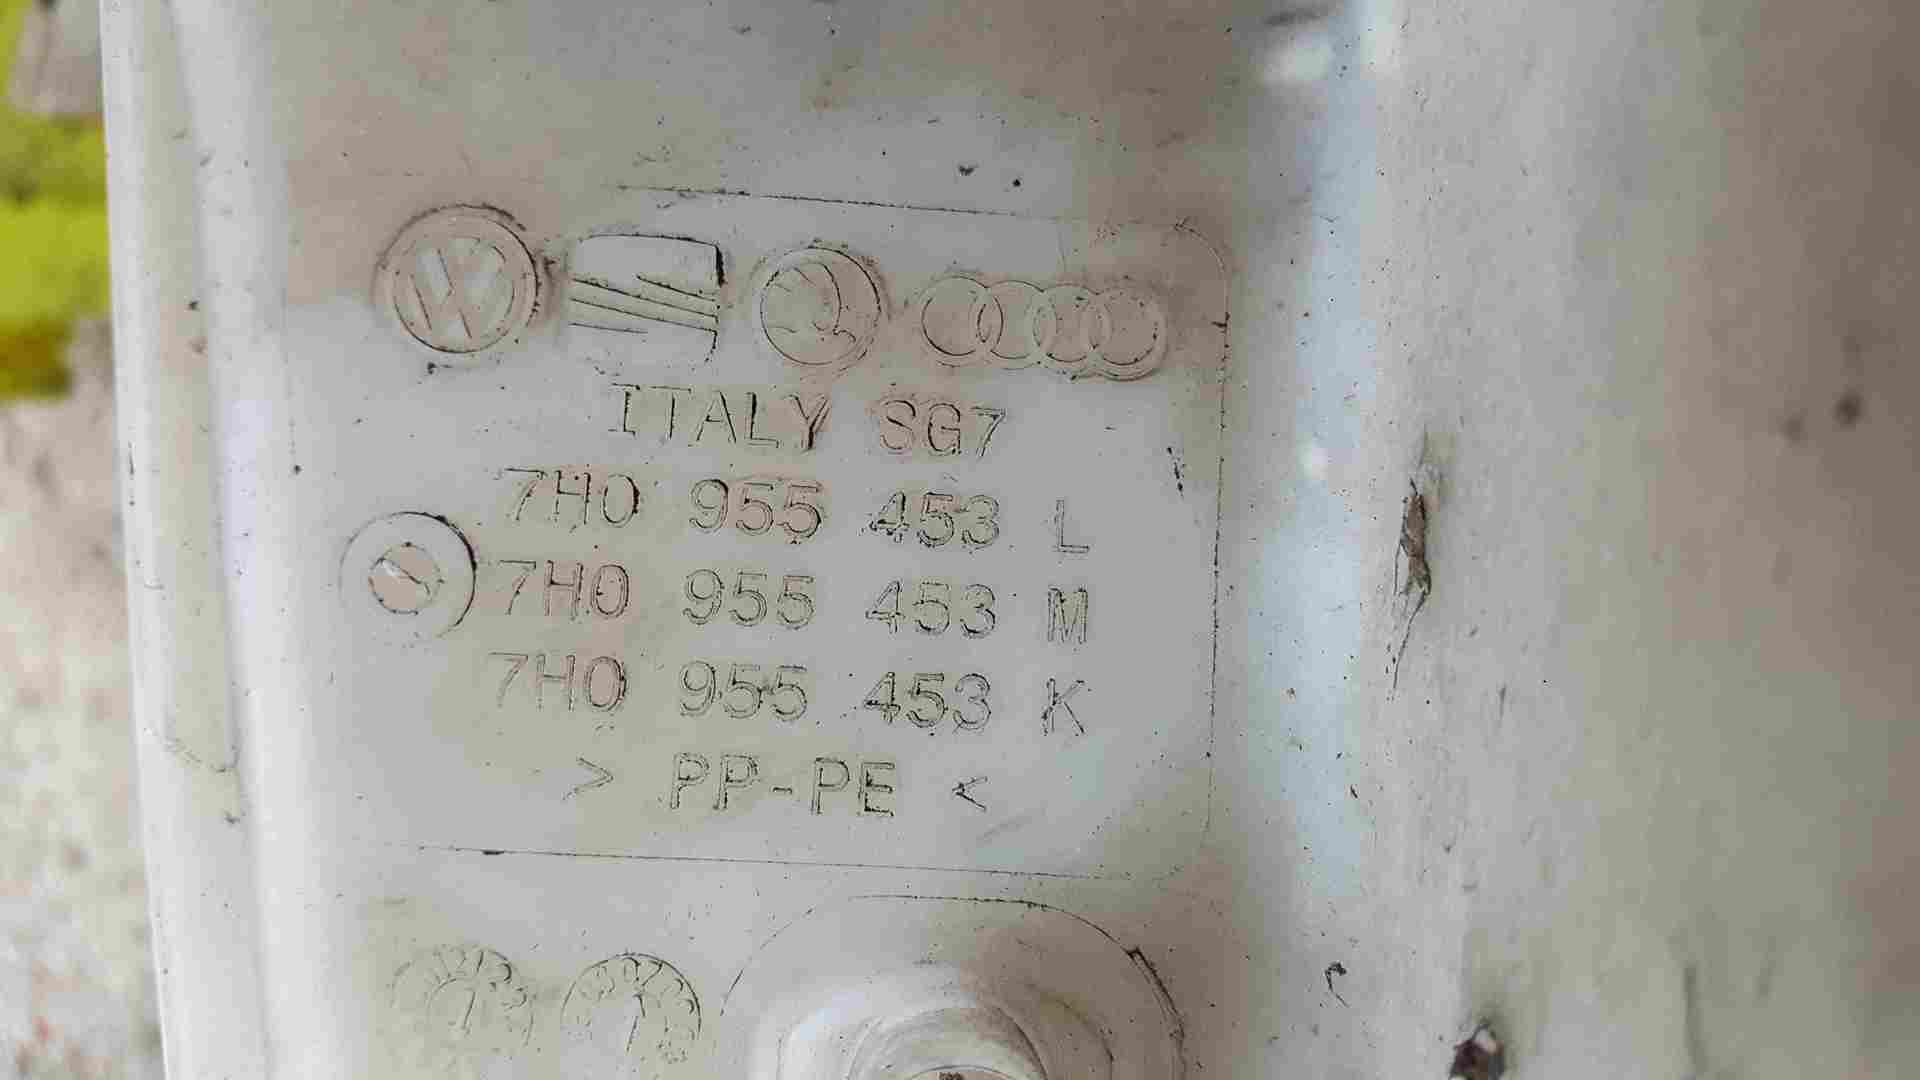 ITALY SG7
7H0 955 453 L
7H0 955 453 M
7H0 955 453 K
> PP-PE <